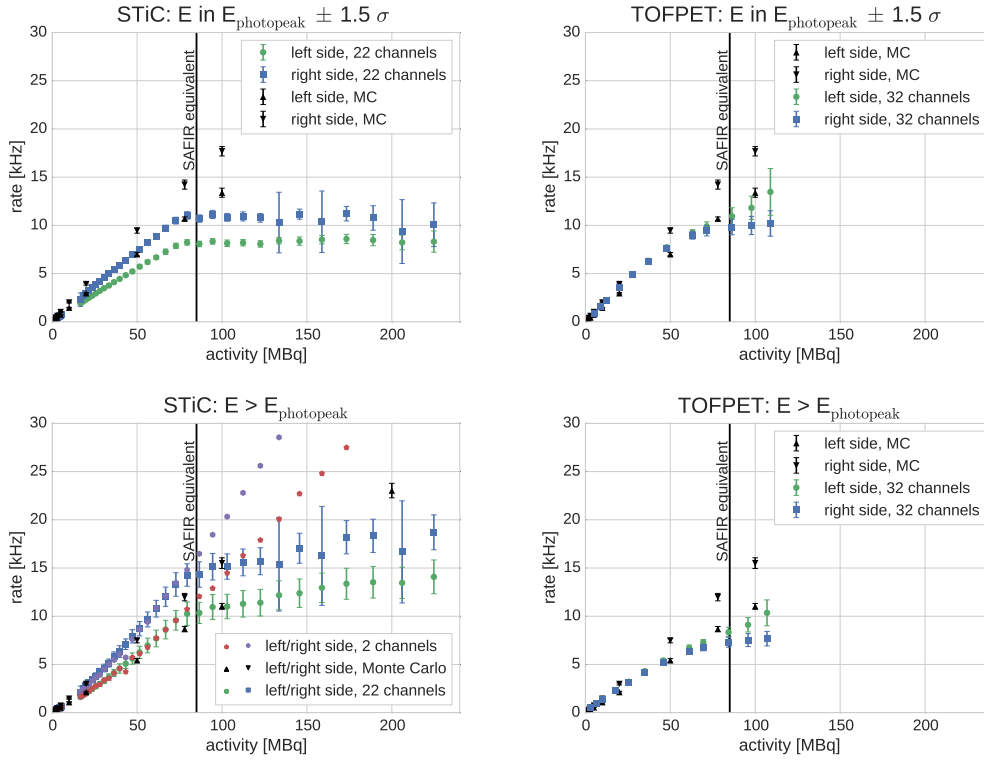 STiC: E in E_photopeak ± 1.5 σ
30
25
20
15
10
5
0
rate [kHz]
SAFIR equivalent
left side, 22 channels
right side, 22 channels
left side, MC
right side, MC
0 50 100 150 200
activity [MBq]
TOFPET: E in E_photopeak ± 1.5 σ
30
25
20
15
10
5
0
rate [kHz]
SAFIR equivalent
left side, MC
right side, MC
left side, 32 channels
right side, 32 channels
0 50 100 150 200
activity [MBq]
STiC: E > E_photopeak
30
25
20
15
10
5
0
rate [kHz]
SAFIR equivalent
left/right side, 2 channels
left/right side, Monte Carlo
left/right side, 22 channels
0 50 100 150 200
activity [MBq]
TOFPET: E > E_photopeak
30
25
20
15
10
5
0
rate [kHz]
SAFIR equivalent
left side, MC
right side, MC
left side, 32 channels
right side, 32 channels
0 50 100 150 200
activity [MBq]